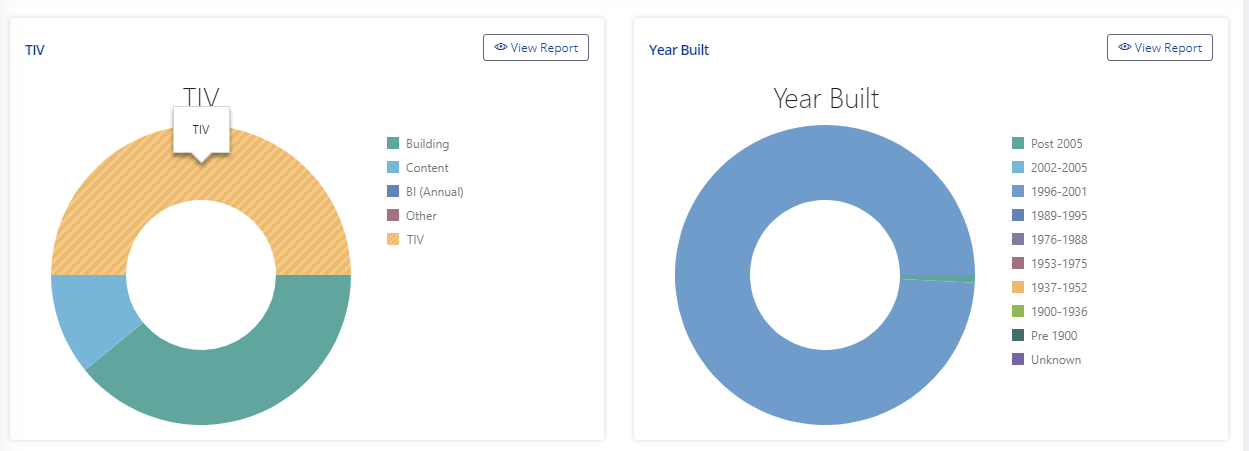 TIV
View Report
TIV
TIV
Building
Content
BI (Annual)
Other
TIV
Year Built
View Report
Year Built
Post 2005
2002-2005
1996-2001
1989-1995
1976-1988
1953-1975
1937-1952
1900-1936
Pre 1900
Unknown